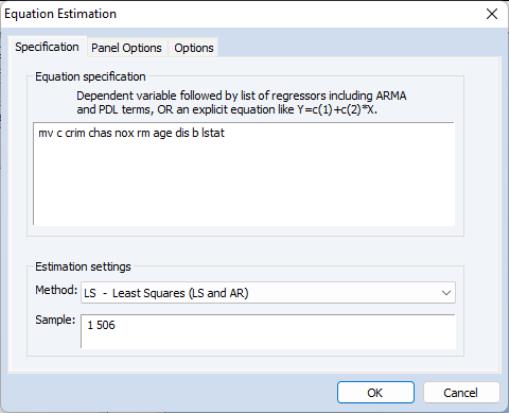 Equation Estimation
Specification
Panel Options
Options
Equation specification
Dependent variable followed by list of regressors including ARMA
and PDL terms, OR an explicit equation like Y=c(1)+c(2)*X.
mv c crim chas nox rm age dis b lstat
Estimation settings
Method: LS - Least Squares (LS and AR)
Sample: 1 506
OK
Cancel